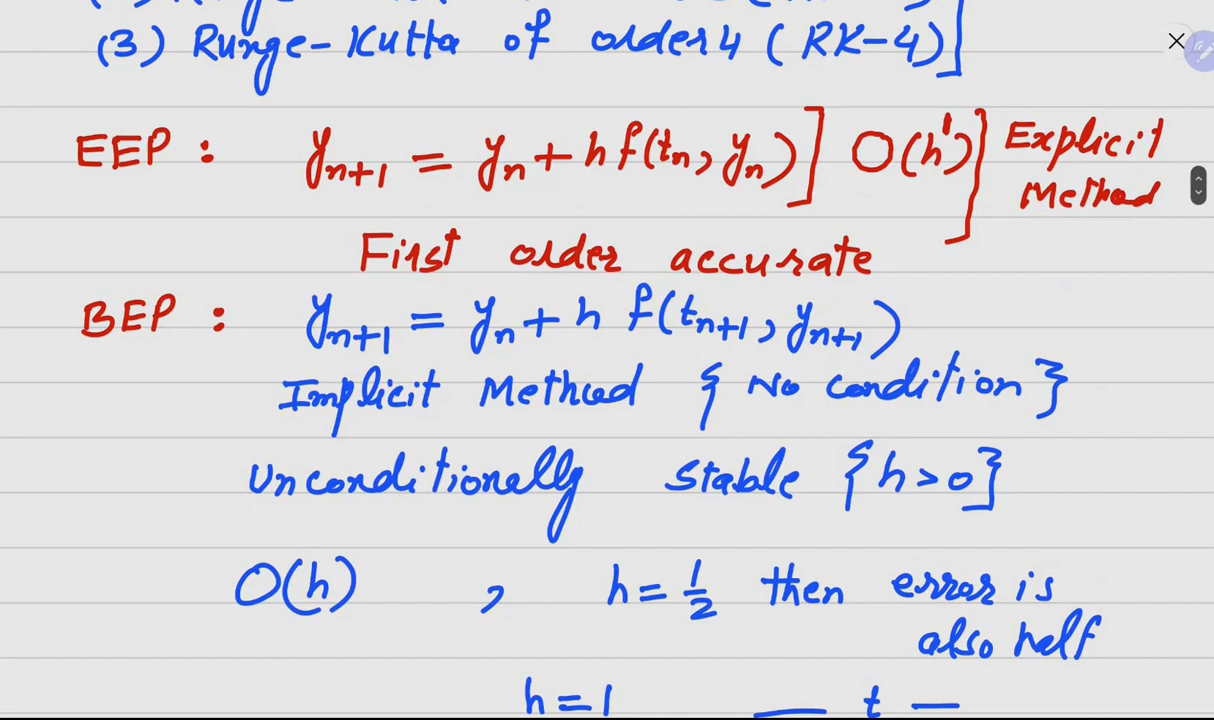 (3) Runge-Kutta of order 4 (RK-4)]
EEP : y_{n+1} = y_n + h f(t_n, y_n)] O(h^1)] Explicit Method
First order accurate
BEP : y_{n+1} = y_n + h f(t_{n+1}, y_{n+1})
Implicit Method { No condition }
Unconditionally stable {h>0}
O(h) , h = 1/2 then error is
also half
h = 1 — t —